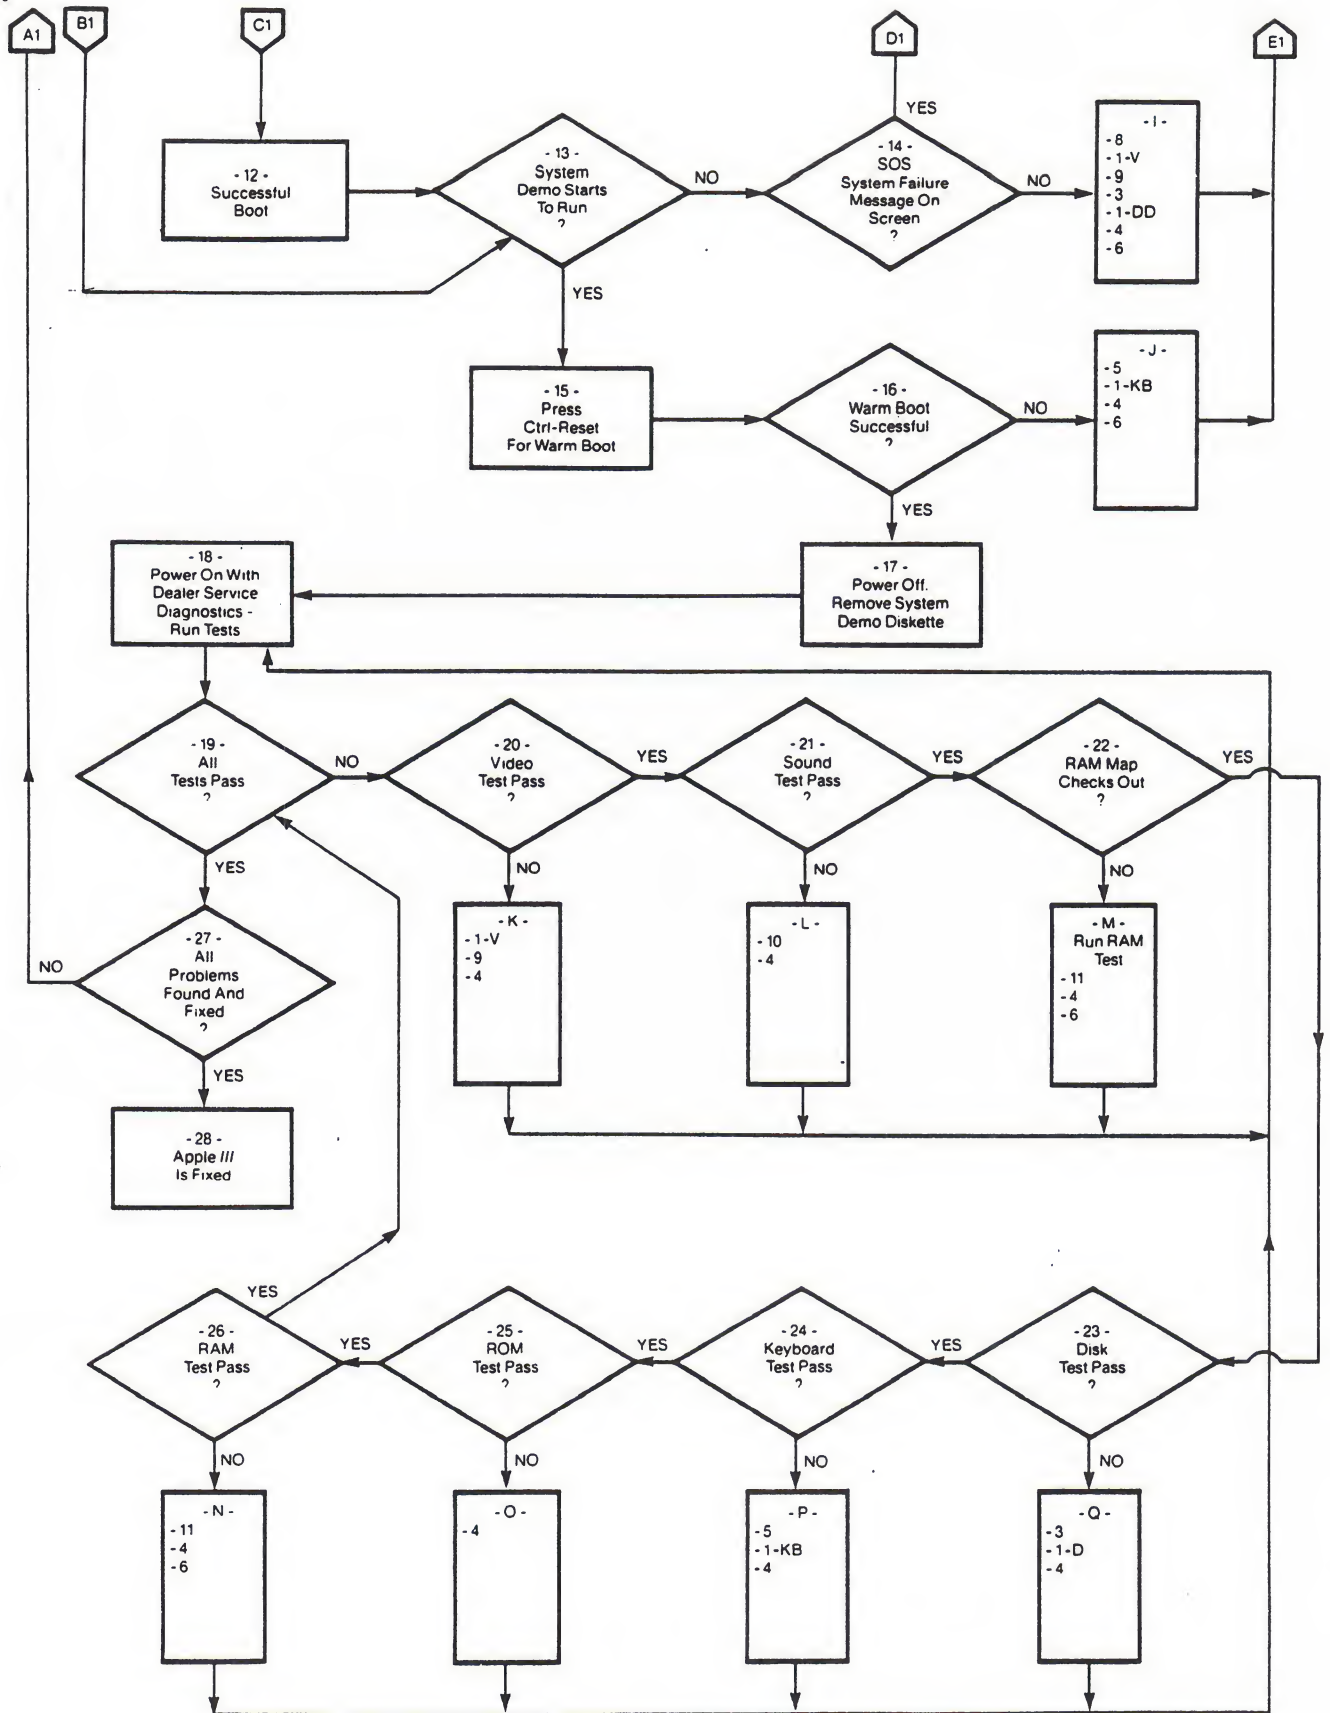 A1
B1
C1
D1
E1
- 12 -
Successful
Boot
- 13 -
System
Demo Starts
To Run
?
NO
YES
- 14 -
SOS
System Failure
Message On
Screen
?
YES
NO
- I -
- 8
- 1-V
- 9
- 3
- 1-DD
- 4
- 6
- 15 -
Press
Ctrl-Reset
For Warm Boot
- 16 -
Warm Boot
Successful
?
NO
YES
- J -
- 5
- 1-KB
- 4
- 6
- 17 -
Power Off.
Remove System
Demo Diskette
- 18 -
Power On With
Dealer Service
Diagnostics -
Run Tests
- 19 -
All
Tests Pass
?
NO
YES
- 20 -
Video
Test Pass
?
YES
NO
- 21 -
Sound
Test Pass
?
YES
NO
- 22 -
RAM Map
Checks Out
?
YES
NO
- 27 -
All
Problems
Found And
Fixed
?
NO
YES
- K -
- 1-V
- 9
- 4
- L -
- 10
- 4
- M -
Run RAM
Test
- 11
- 4
- 6
- 28 -
Apple ///
Is Fixed
- 26 -
RAM
Test Pass
?
YES
NO
- 25 -
ROM
Test Pass
?
YES
NO
- 24 -
Keyboard
Test Pass
?
YES
NO
- 23 -
Disk
Test Pass
?
YES
NO
- N -
- 11
- 4
- 6
- O -
- 4
- P -
- 5
- 1-KB
- 4
- Q -
- 3
- 1-D
- 4